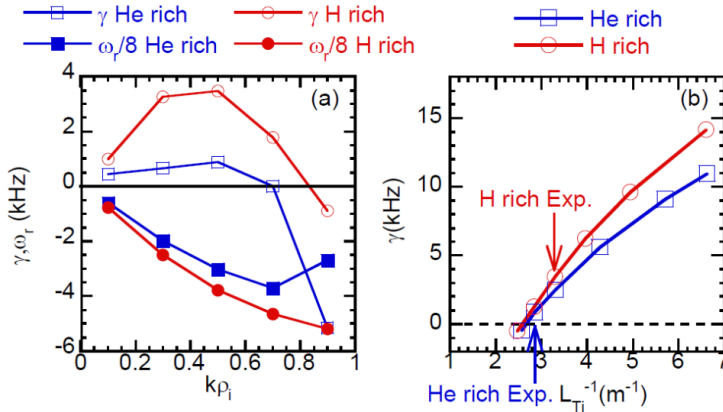 γ He rich
γ H rich
He rich
ωr/8 He rich
ωr/8 H rich
H rich
4
2
0
-2
-4
-6
γ,ωr (kHz)
(a)
0
0.2
0.4
0.6
0.8
1
kρi
15
10
5
0
γ(kHz)
(b)
H rich Exp.
1
2
3
4
5
6
7
He rich Exp.
LTi-1(m-1)